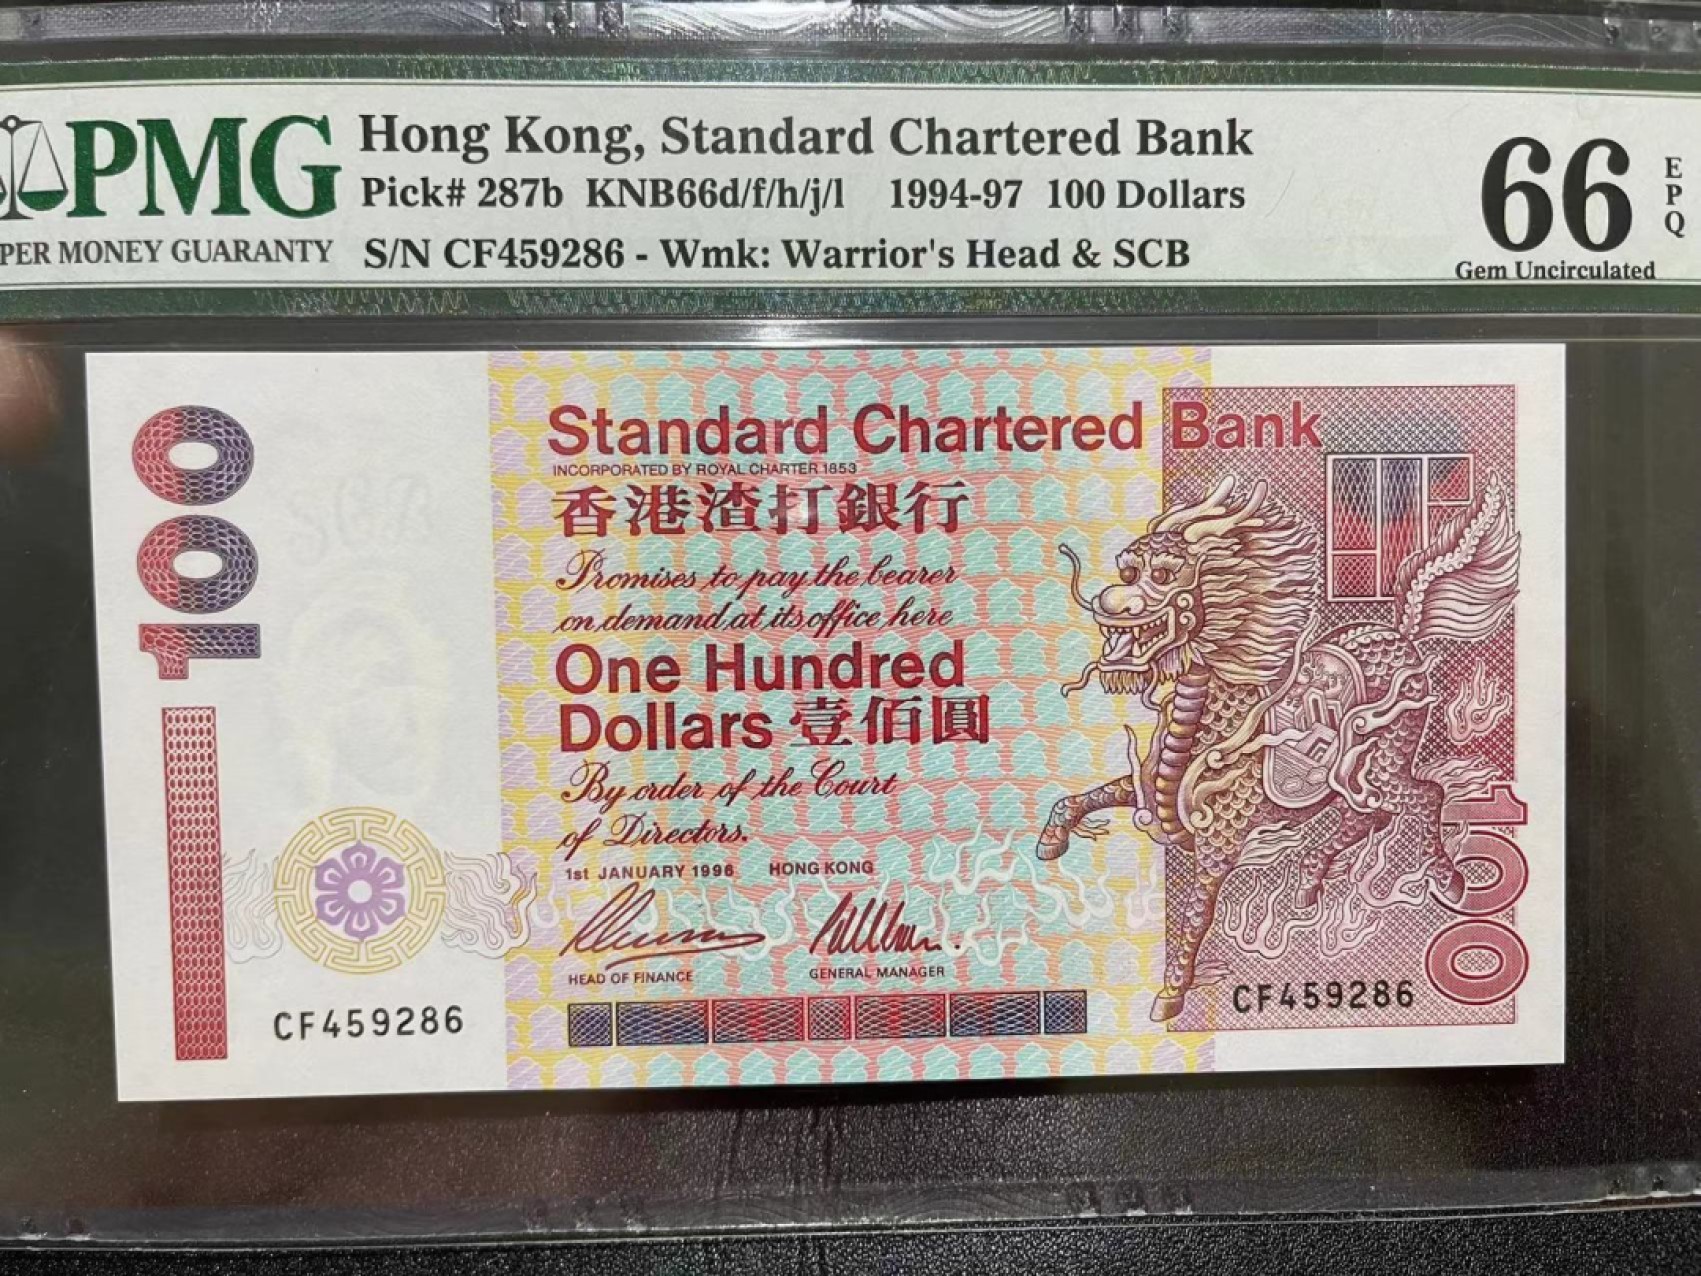 PMG
PER MONEY GUARANTY
Hong Kong, Standard Chartered Bank
Pick# 287b KNB66d/f/h/j/l 1994-97 100 Dollars
S/N CF459286 - Wmk: Warrior's Head & SCB
66
EPQ
Gem Uncirculated
100
Standard Chartered Bank
INCORPORATED BY ROYAL CHARTER 1853
香港渣打銀行
SCB
Promises to pay the bearer
on demand at its office here
One Hundred
Dollars 壹佰圓
By order of the Court
of Directors.
1st JANUARY 1996 HONG KONG
HEAD OF FINANCE
GENERAL MANAGER
CF459286
CF459286
100